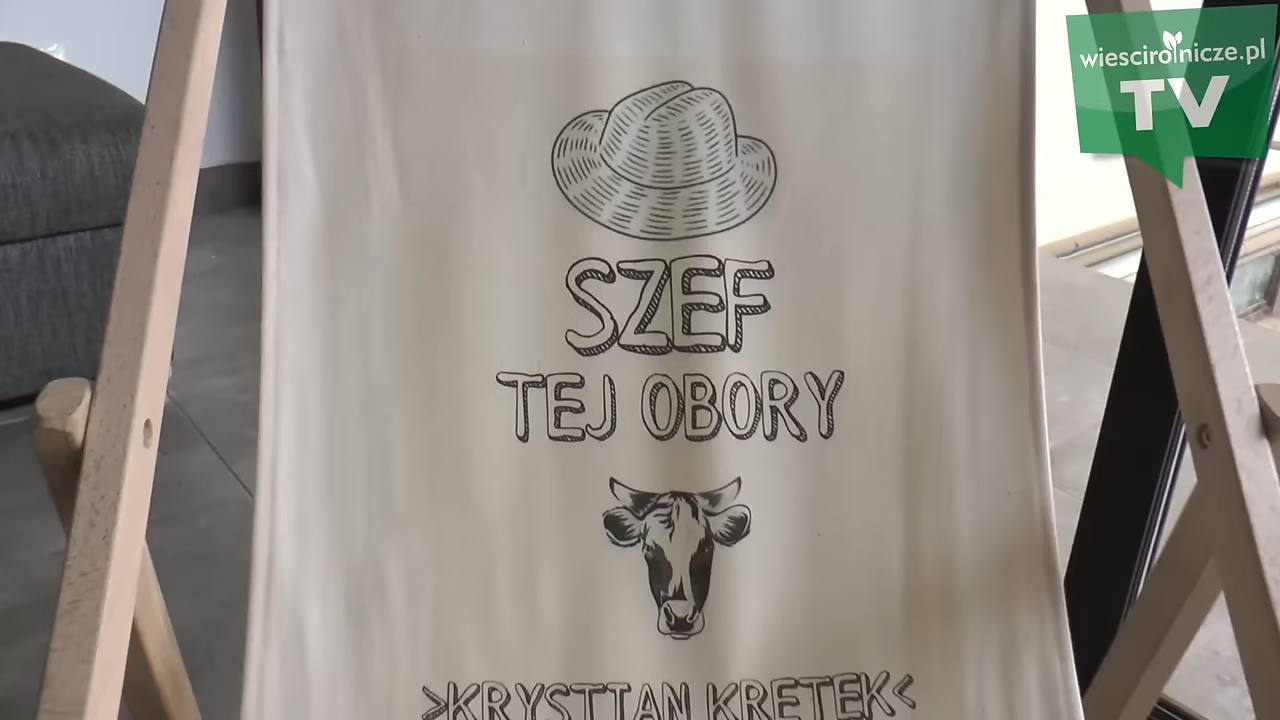 wiescirolnicze.pl
TV
SZEF
TEJ OBORY
>KRYSTIAN KRETEK<